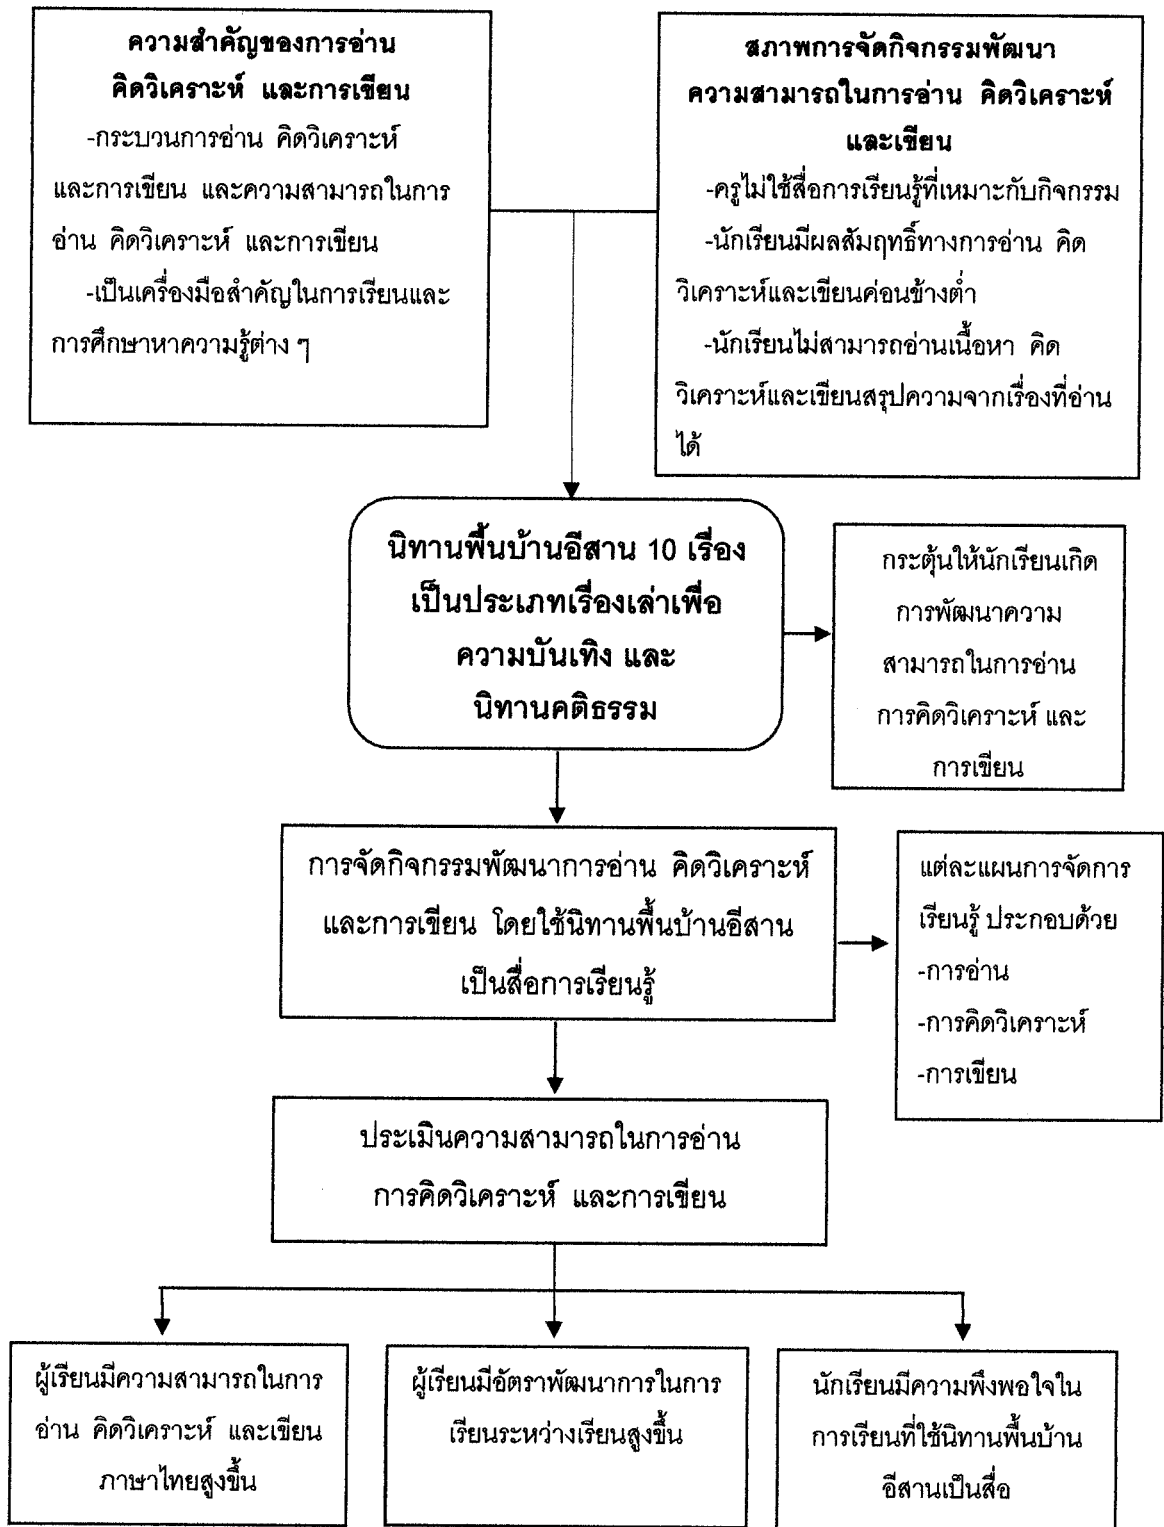 ความสำคัญของการอ่าน
คิดวิเคราะห์ และการเขียน
-กระบวนการอ่าน คิดวิเคราะห์
และการเขียน และความสามารถในการ
อ่าน คิดวิเคราะห์ และการเขียน
-เป็นเครื่องมือสำคัญในการเรียนและ
การศึกษาหาความรู้ต่าง ๆ
สภาพการจัดกิจกรรมพัฒนา
ความสามารถในการอ่าน คิดวิเคราะห์
และเขียน
-ครูไม่ใช้สื่อการเรียนรู้ที่เหมาะกับกิจกรรม
-นักเรียนมีผลสัมฤทธิ์ทางการอ่าน คิด
วิเคราะห์และเขียนค่อนข้างต่ำ
-นักเรียนไม่สามารถอ่านเนื้อหา คิด
วิเคราะห์และเขียนสรุปความจากเรื่องที่อ่าน
ได้
นิทานพื้นบ้านอีสาน 10 เรื่อง
เป็นประเภทเรื่องเล่าเพื่อ
ความบันเทิง และ
นิทานคติธรรม
กระตุ้นให้นักเรียนเกิด
การพัฒนาความ
สามารถในการอ่าน
การคิดวิเคราะห์ และ
การเขียน
การจัดกิจกรรมพัฒนาการอ่าน คิดวิเคราะห์
และการเขียน โดยใช้นิทานพื้นบ้านอีสาน
เป็นสื่อการเรียนรู้
แต่ละแผนการจัดการ
เรียนรู้ ประกอบด้วย
-การอ่าน
-การคิดวิเคราะห์
-การเขียน
ประเมินความสามารถในการอ่าน
การคิดวิเคราะห์ และการเขียน
ผู้เรียนมีความสามารถในการ
อ่าน คิดวิเคราะห์ และเขียน
ภาษาไทยสูงขึ้น
ผู้เรียนมีอัตราพัฒนาการในการ
เรียนระหว่างเรียนสูงขึ้น
นักเรียนมีความพึงพอใจใน
การเรียนที่ใช้นิทานพื้นบ้าน
อีสานเป็นสื่อ